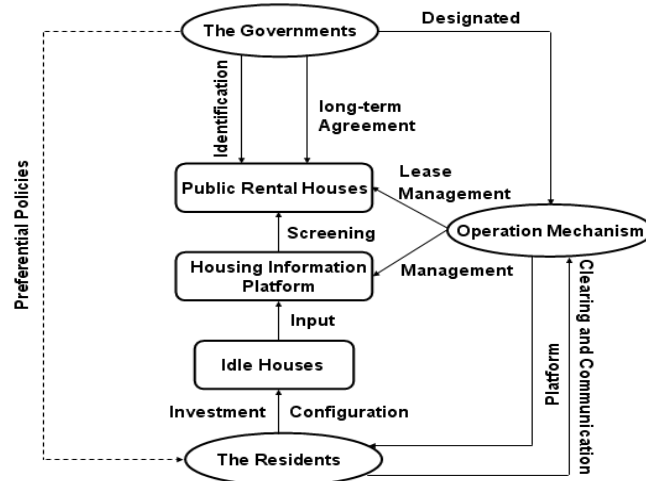 Designated
The Governments
Identification
long-term
Agreement
Preferential Policies
Public Rental Houses
Lease
Management
Operation Mechanism
Screening
Housing Information
Platform
Management
Input
Idle Houses
Platform
Clearing and Communication
Investment
Configuration
The Residents